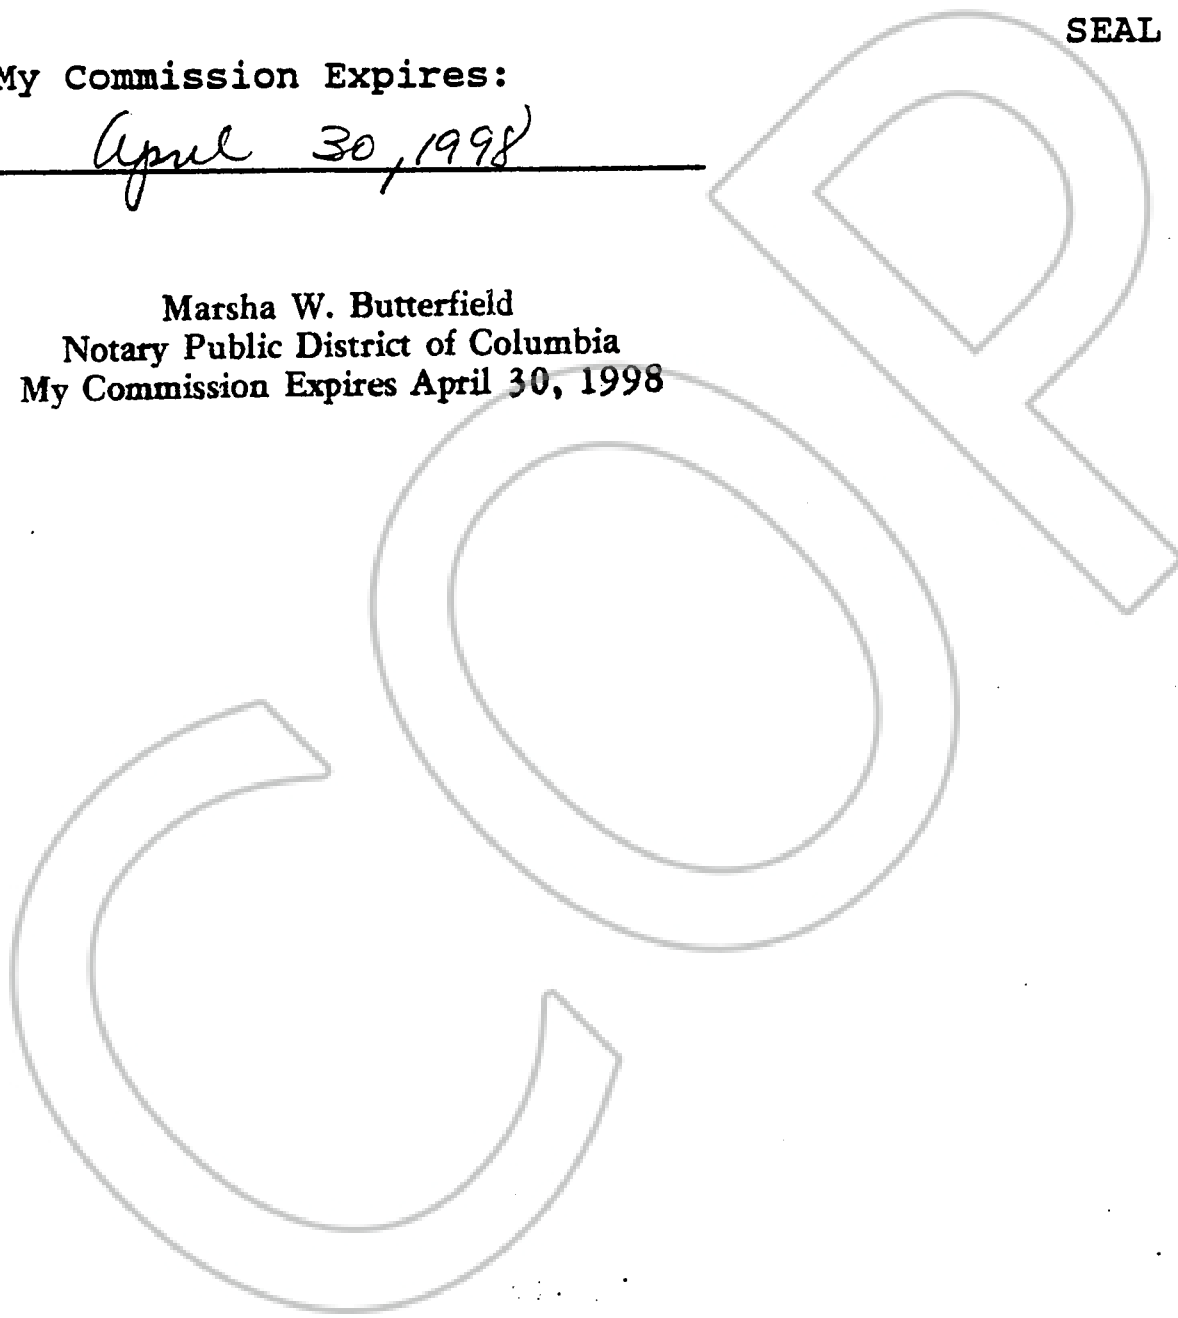 SEAL
My Commission Expires:
April 30, 1998
Marsha W. Butterfield
Notary Public District of Columbia
My Commission Expires April 30, 1998
COP